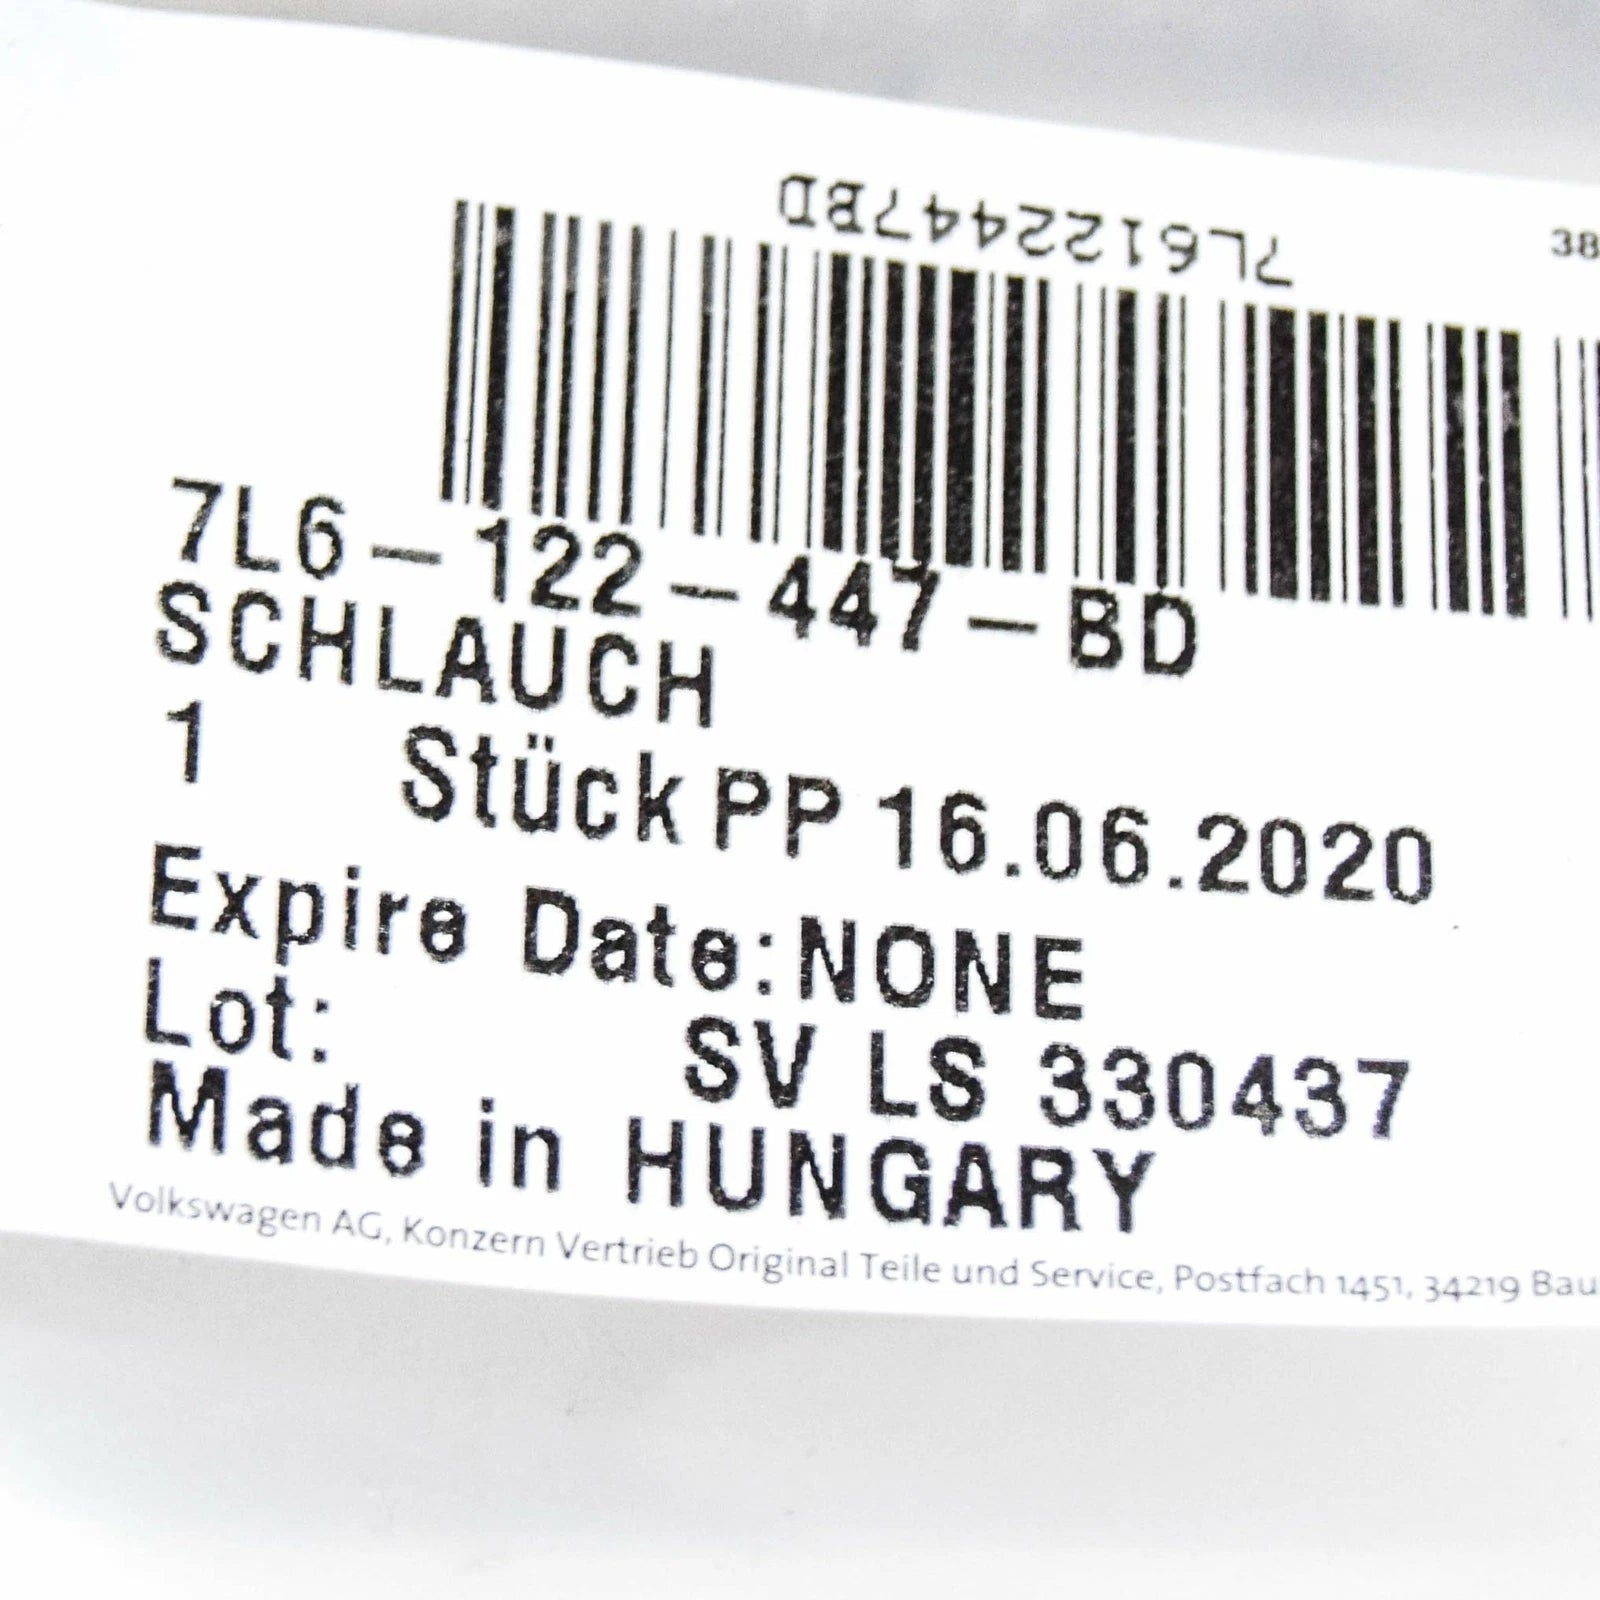 7L6122447BD
38
7L6-122-447-BD
SCHLAUCH
1 Stück PP 16.06.2020
Expire Date:NONE
Lot: SV LS 330437
Made in HUNGARY
Volkswagen AG, Konzern Vertrieb Original Teile und Service, Postfach 1451, 34219 Bau